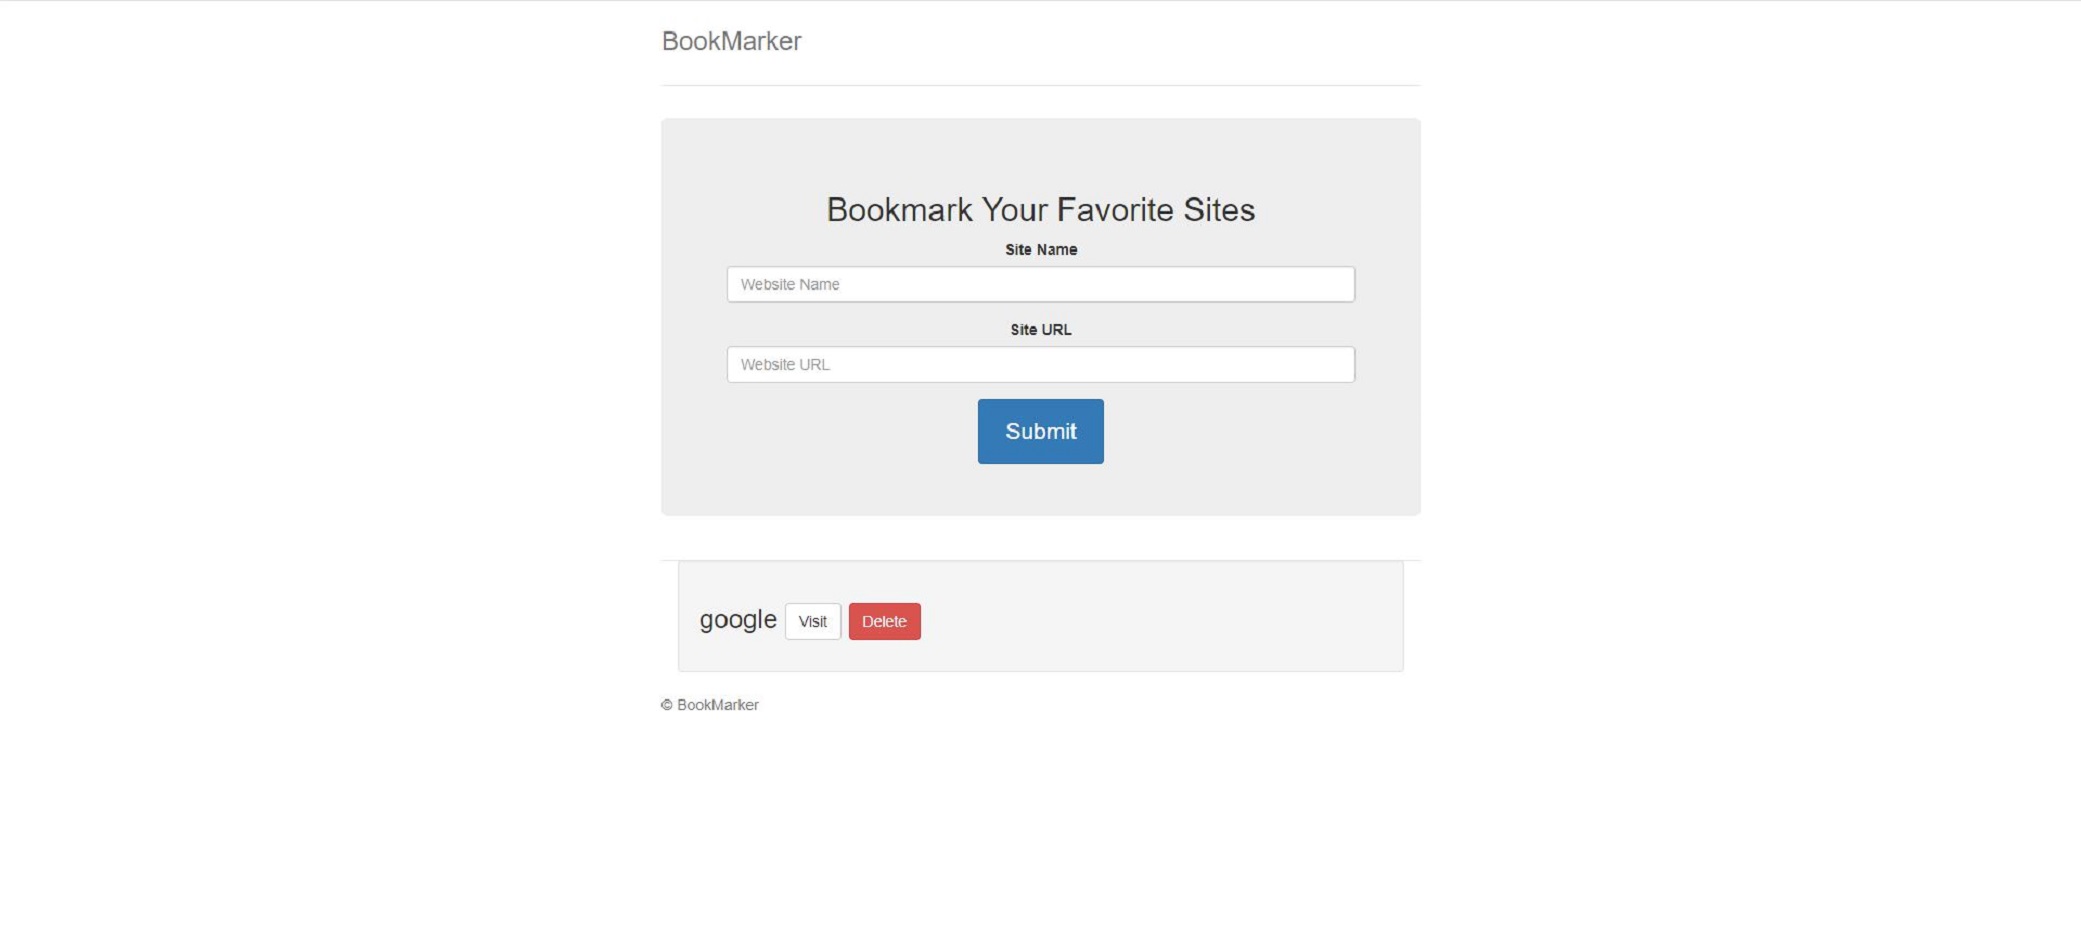 BookMarker
Bookmark Your Favorite Sites
Site Name
Website Name
Site URL
Website URL
Submit
google Visit Delete
© BookMarker